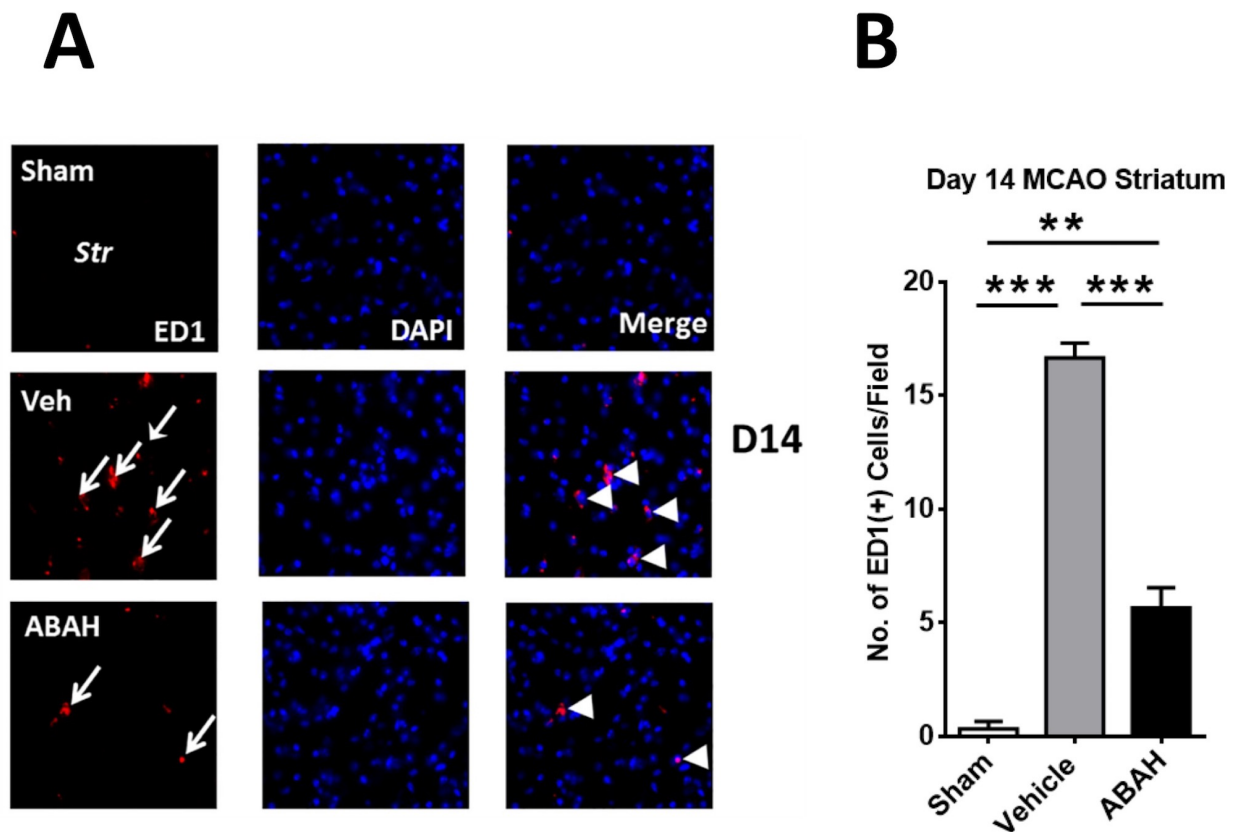 A
B
Sham
Str
ED1
DAPI
Merge
Veh
D14
ABAH
Day 14 MCAO Striatum
**
*** ***
20
15
10
5
0
No. of ED1(+) Cells/Field
Sham
Vehicle
ABAH